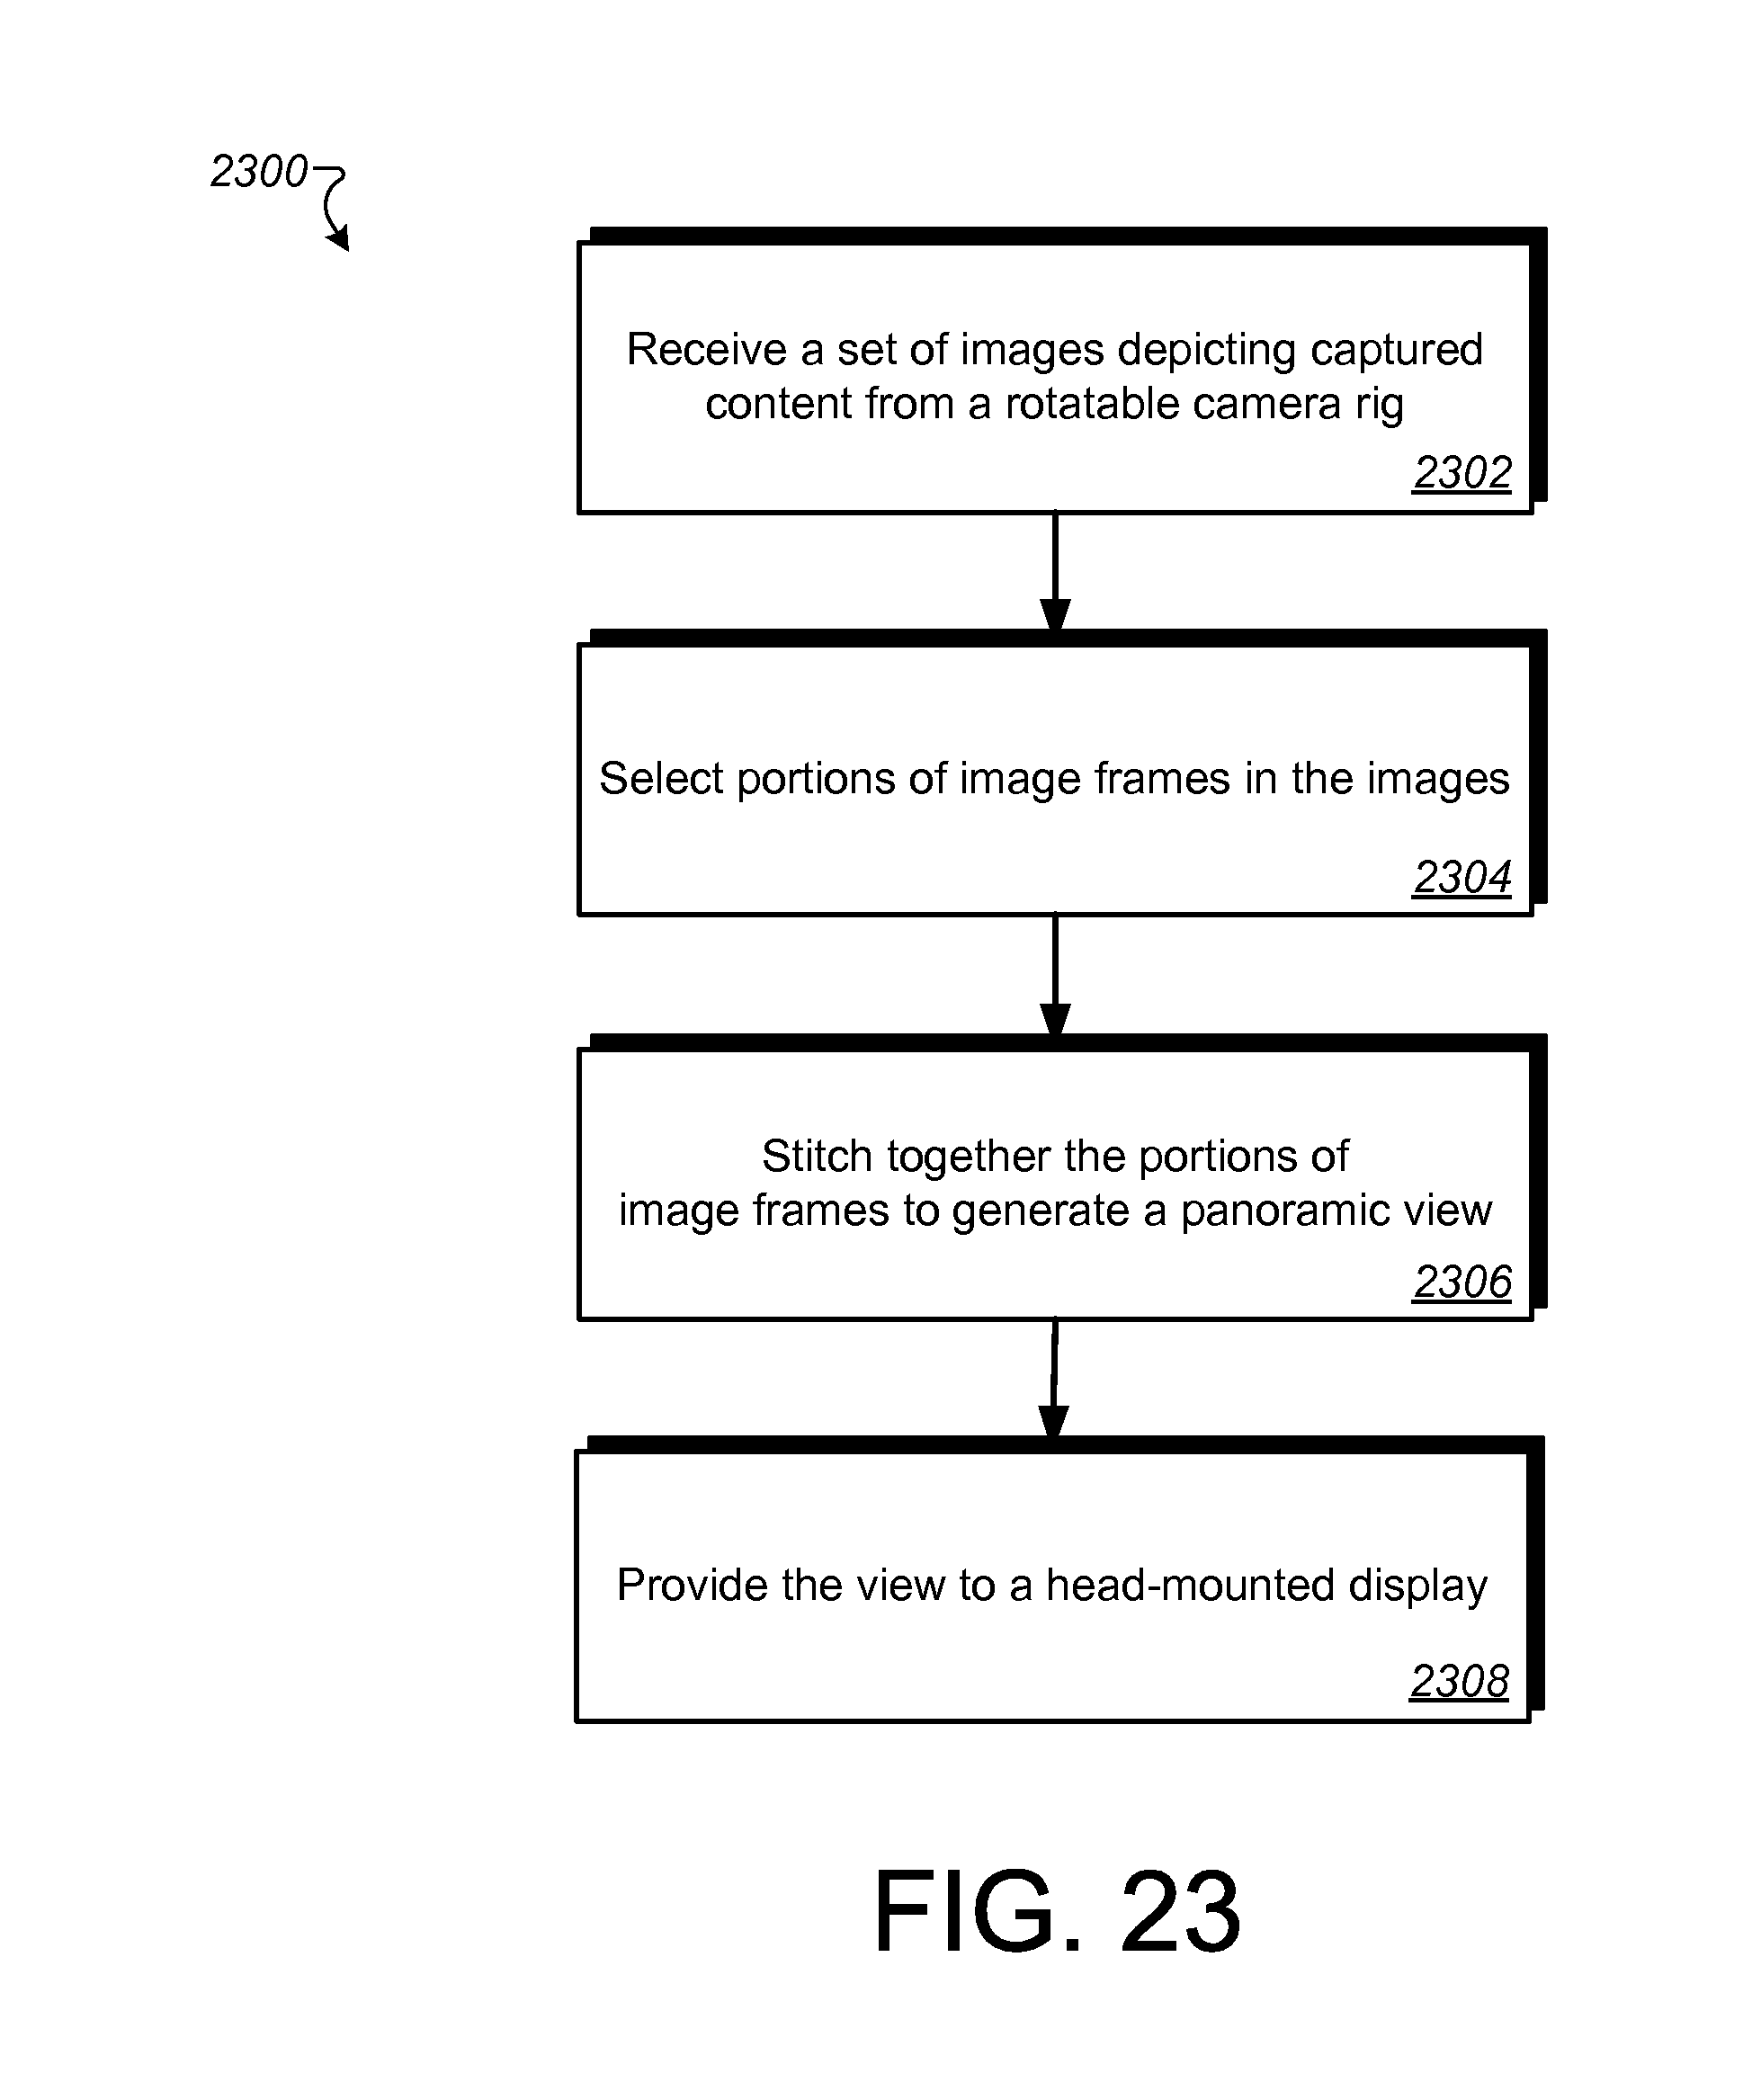 2300
Receive a set of images depicting captured
content from a rotatable camera rig
2302
Select portions of image frames in the images
2304
Stitch together the portions of
image frames to generate a panoramic view
2306
Provide the view to a head-mounted display
2308
FIG. 23